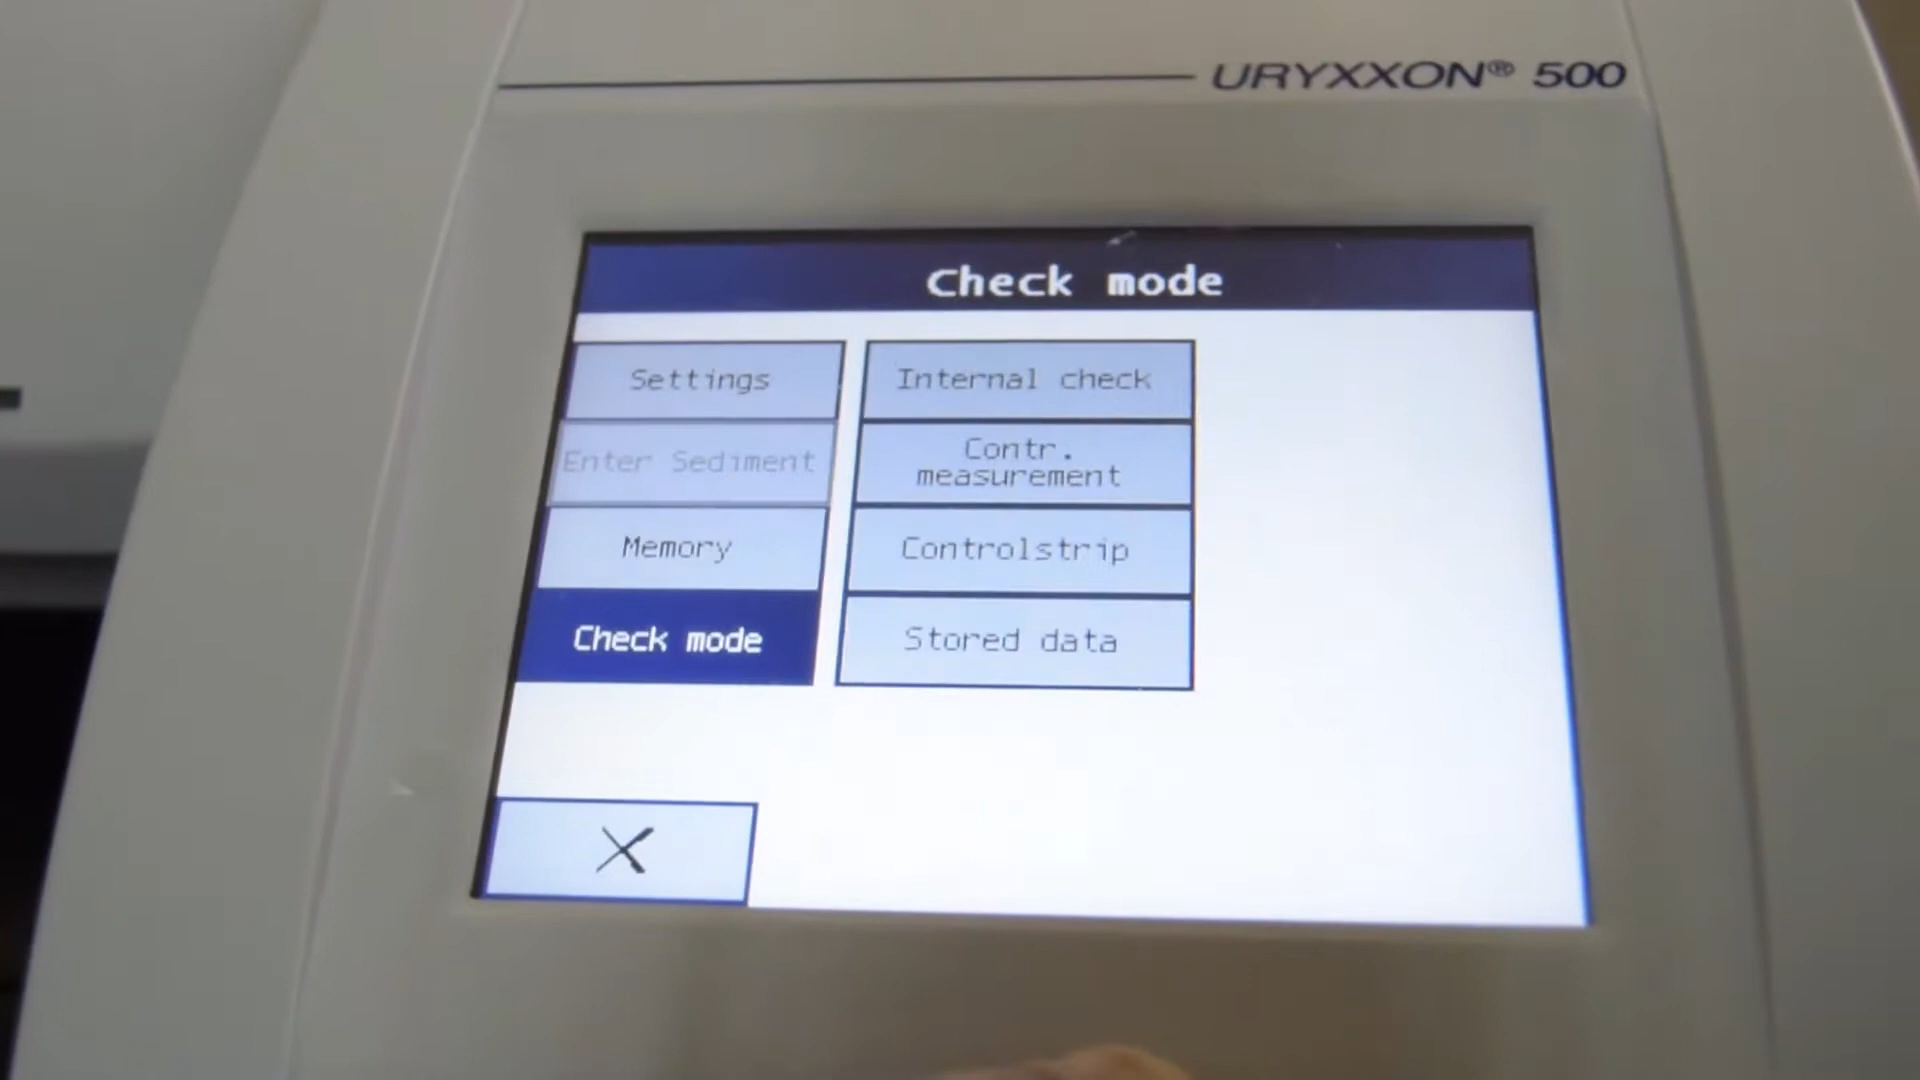 URYXXON® 500
Check mode
Settings
Enter Sediment
Memory
Check mode
Internal check
Contr.
measurement
Controlstrip
Stored data